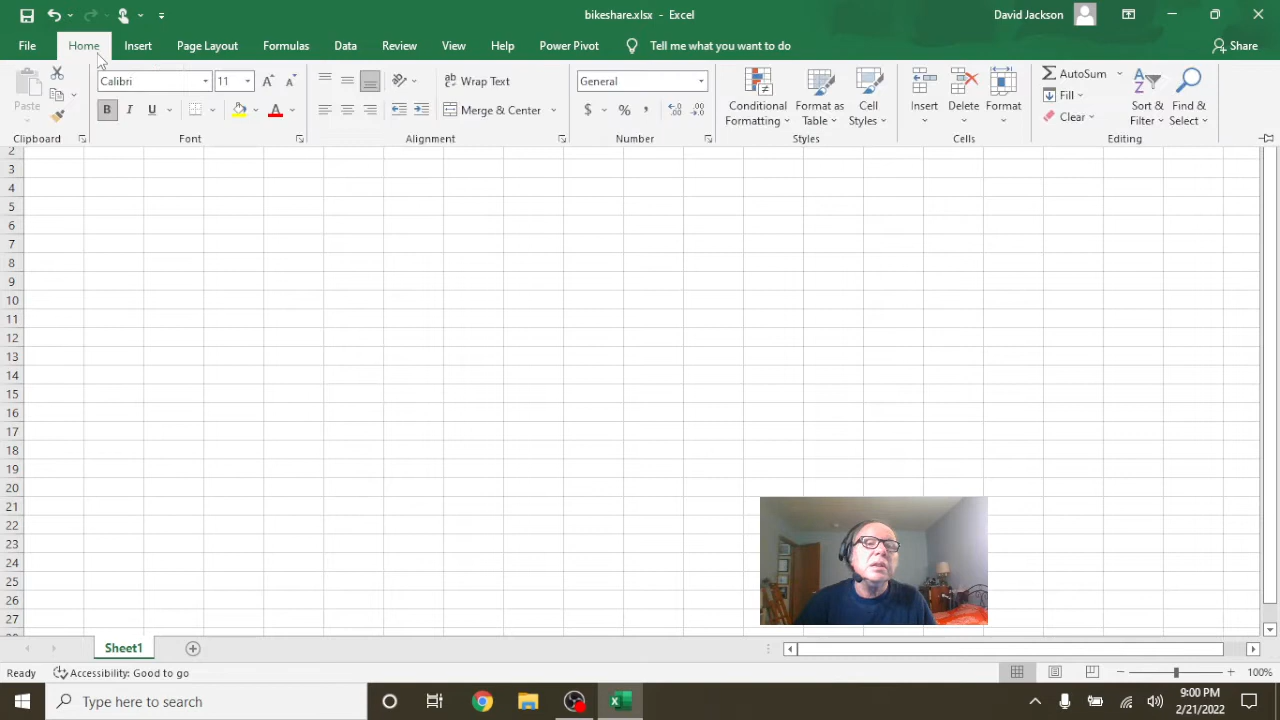 bikeshare.xlsx - Excel
David Jackson
File Home Insert Page Layout Formulas Data Review View Help Power Pivot Tell me what you want to do Share
Paste
Calibri 11
B I U A
Wrap Text
Merge & Center
General
$ % ,
Conditional Formatting
Format as Table
Cell Styles
Insert Delete Format
AutoSum
Fill
Clear
Sort & Filter
Find & Select
Clipboard Font Alignment Number Styles Cells Editing
2
3
4
5
6
7
8
9
10
11
12
13
14
15
16
17
18
19
20
21
22
23
24
25
26
27
Sheet1
Ready Accessibility: Good to go 100%
Type here to search
9:00 PM
2/21/2022